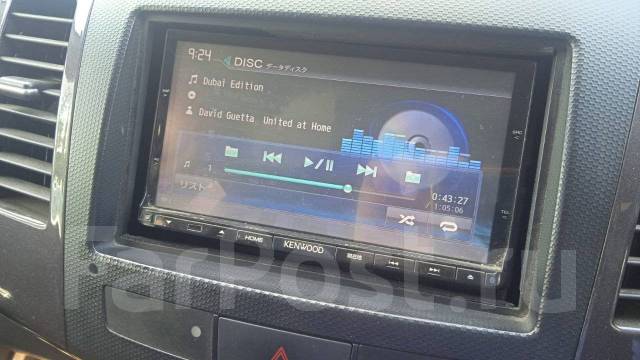 9:24
DISC データディスク
Dubai Edition
David Guetta, United at Home
1
リスト
0:43:27
1:05:06
HOME
KENWOOD
FarPost.ru